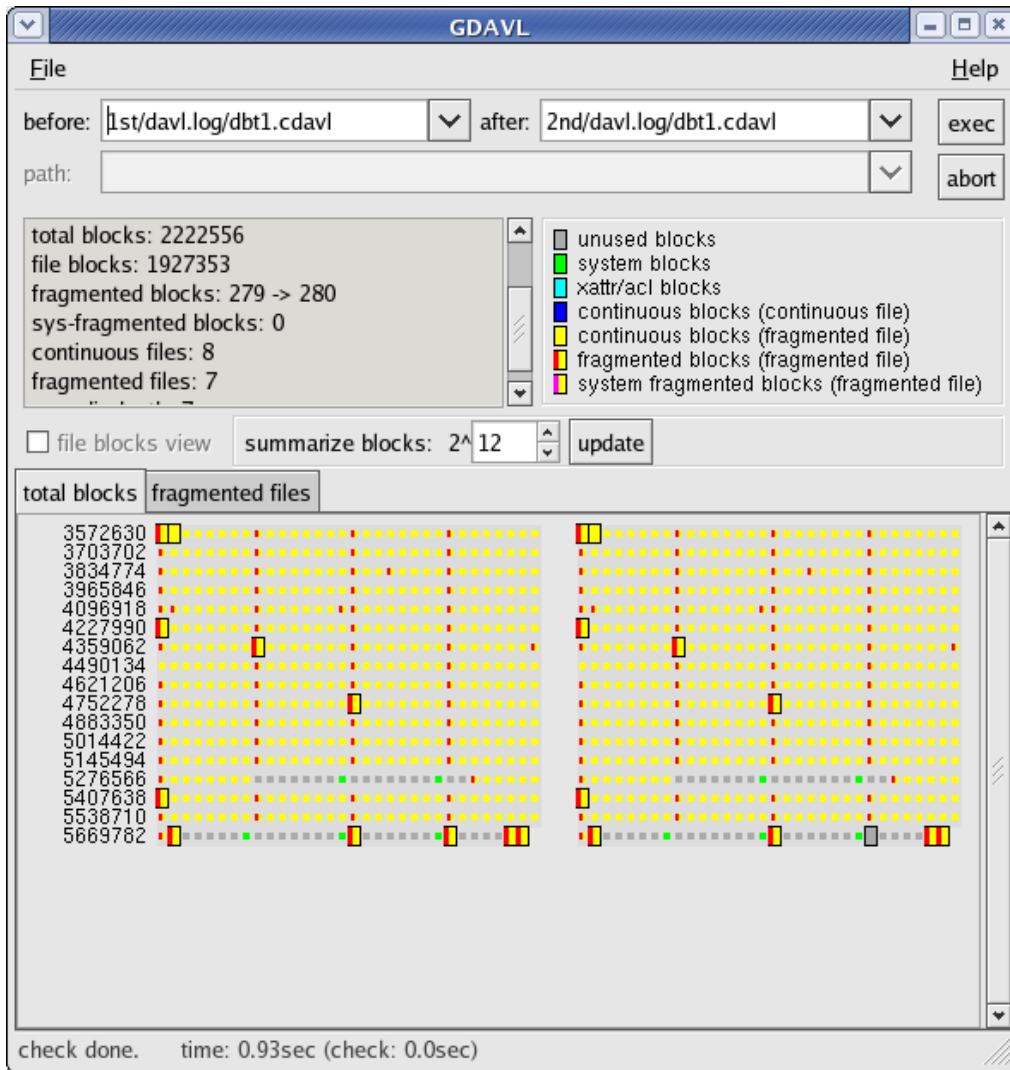 GDAVL
File Help
before: 1st/davl.log/dbt1.cdavl after: 2nd/davl.log/dbt1.cdavl exec
path: abort
total blocks: 2222556
file blocks: 1927353
fragmented blocks: 279 -> 280
sys-fragmented blocks: 0
continuous files: 8
fragmented files: 7
unused blocks
system blocks
xattr/acl blocks
continuous blocks (continuous file)
continuous blocks (fragmented file)
fragmented blocks (fragmented file)
system fragmented blocks (fragmented file)
file blocks view summarize blocks: 2^ 12 update
total blocks fragmented files
3572630
3703702
3834774
3965846
4096918
4227990
4359062
4490134
4621206
4752278
4883350
5014422
5145494
5276566
5407638
5538710
5669782
check done. time: 0.93sec (check: 0.0sec)